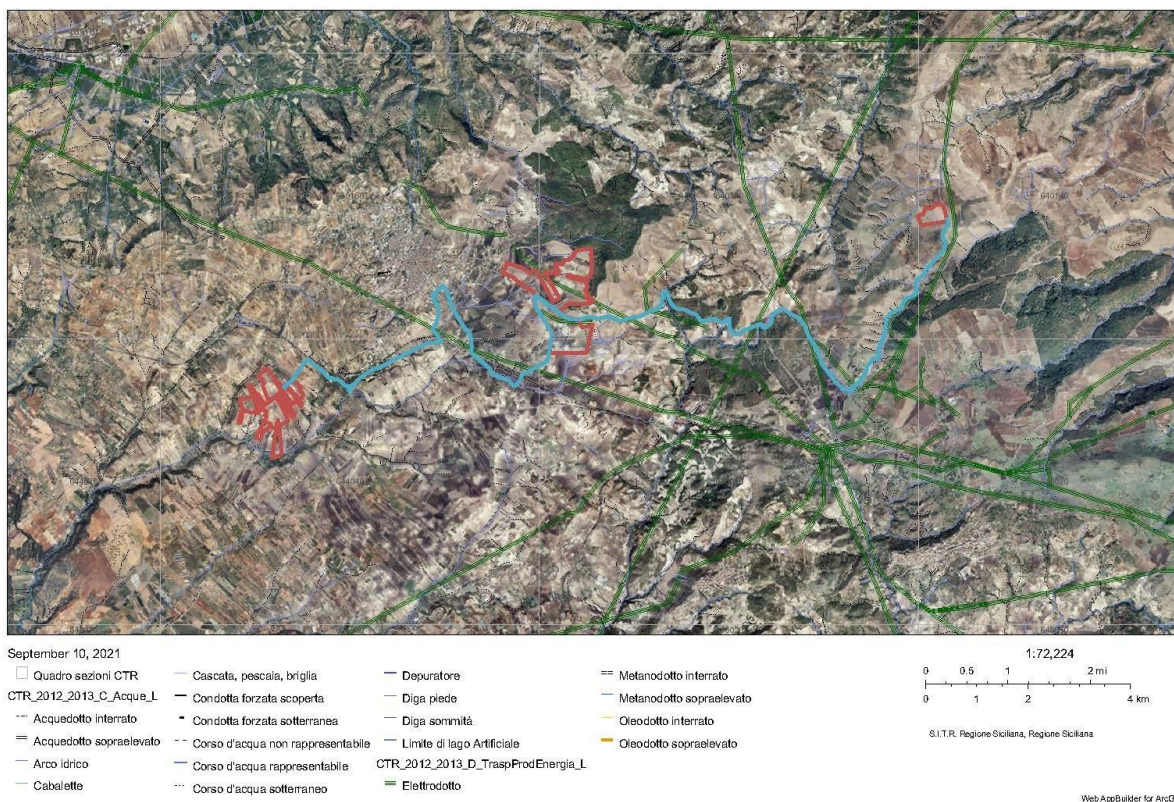 September 10, 2021
1:72,224
Quadro sezioni CTR
CTR_2012_2013_C_Acque_L
Acquedotto interrato
Acquedotto sopraelevato
Arco idrico
Cabalette
Cascata, pescaia, briglia
Condotta forzata scoperta
Condotta forzata sotterranea
Corso d'acqua non rappresentabile
Corso d'acqua rappresentabile
Corso d'acqua sotterraneo
Depuratore
Diga piede
Diga sommità
Limite di lago Artificiale
CTR_2012_2013_D_TraspProdEnergia_L
Elettrodotto
Metanodotto interrato
Metanodotto sopraelevato
Oleodotto interrato
Oleodotto sopraelevato
0 0.5 1 2 mi
0 1 2 4 km
S.I.T.R. Regione Siciliana, Regione Siciliana
Web AppBuilder for ArcG